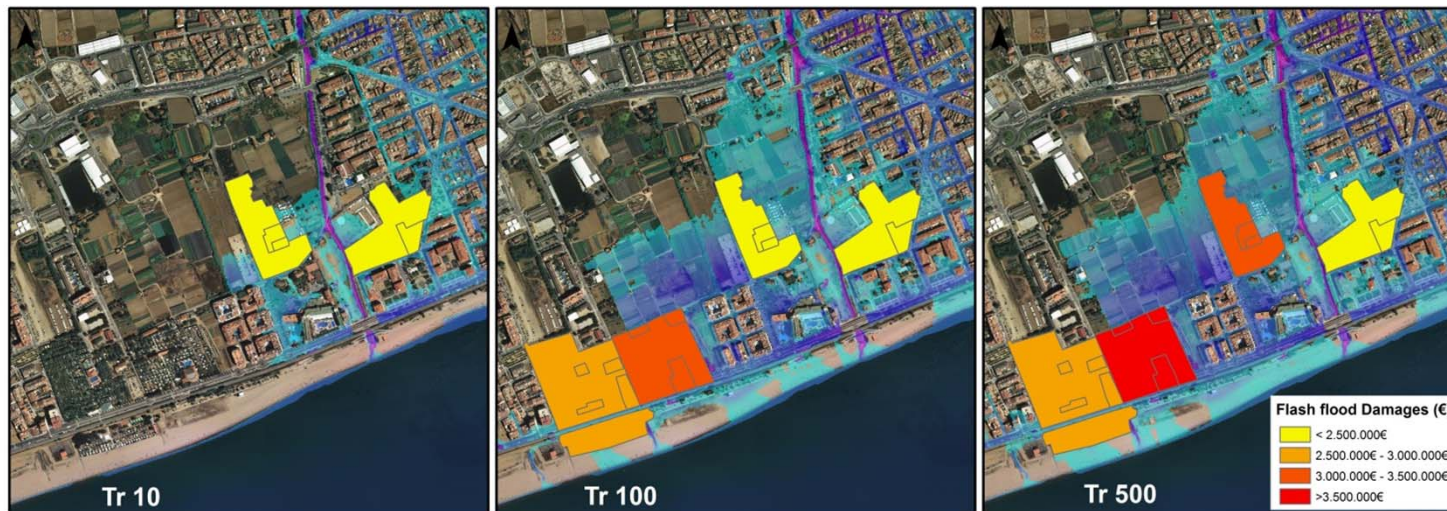 Tr 10
Tr 100
Tr 500
Flash flood Damages (€
< 2.500.000€
2.500.000€ - 3.000.000€
3.000.000€ - 3.500.000€
>3.500.000€